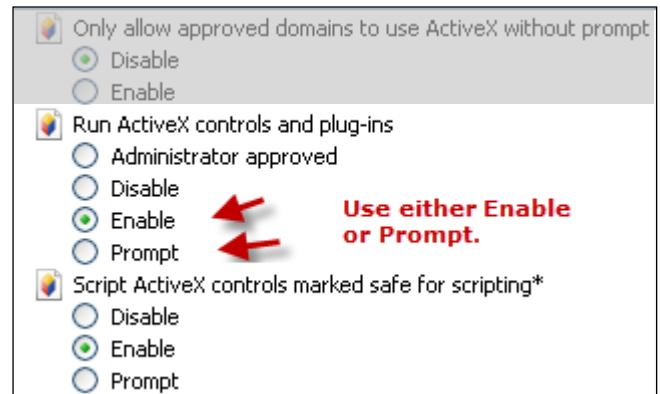 Only allow approved domains to use ActiveX without prompt
Disable
Enable
Run ActiveX controls and plug-ins
Administrator approved
Disable
Enable
Prompt
Use either Enable
or Prompt.
Script ActiveX controls marked safe for scripting*
Disable
Enable
Prompt